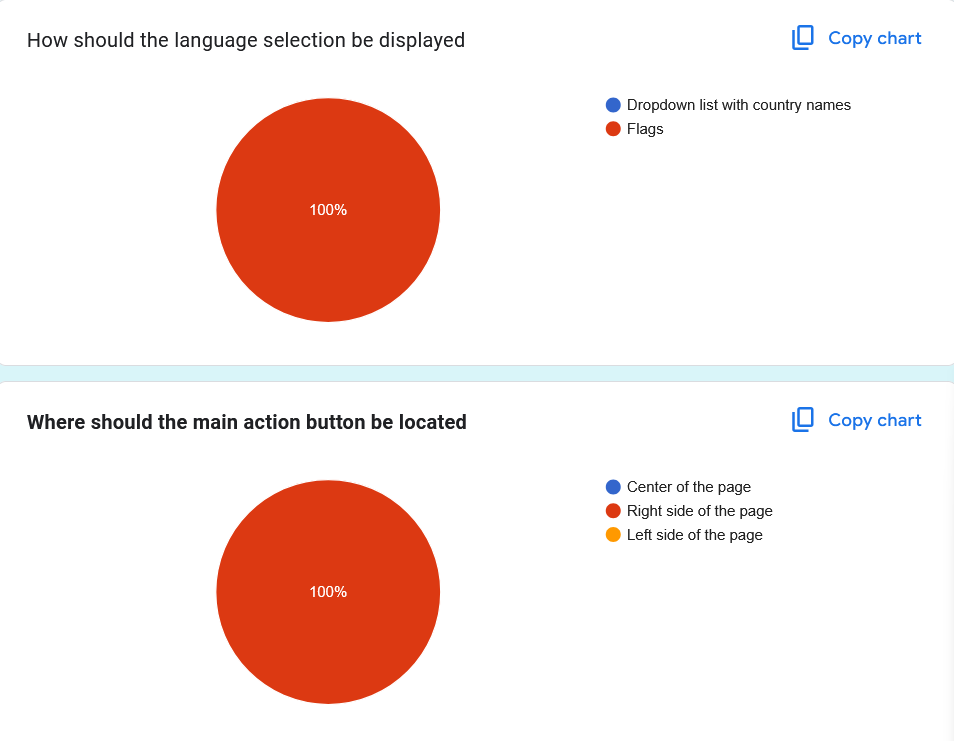 How should the language selection be displayed
Copy chart
Dropdown list with country names
Flags
100%
Where should the main action button be located
Copy chart
Center of the page
Right side of the page
Left side of the page
100%